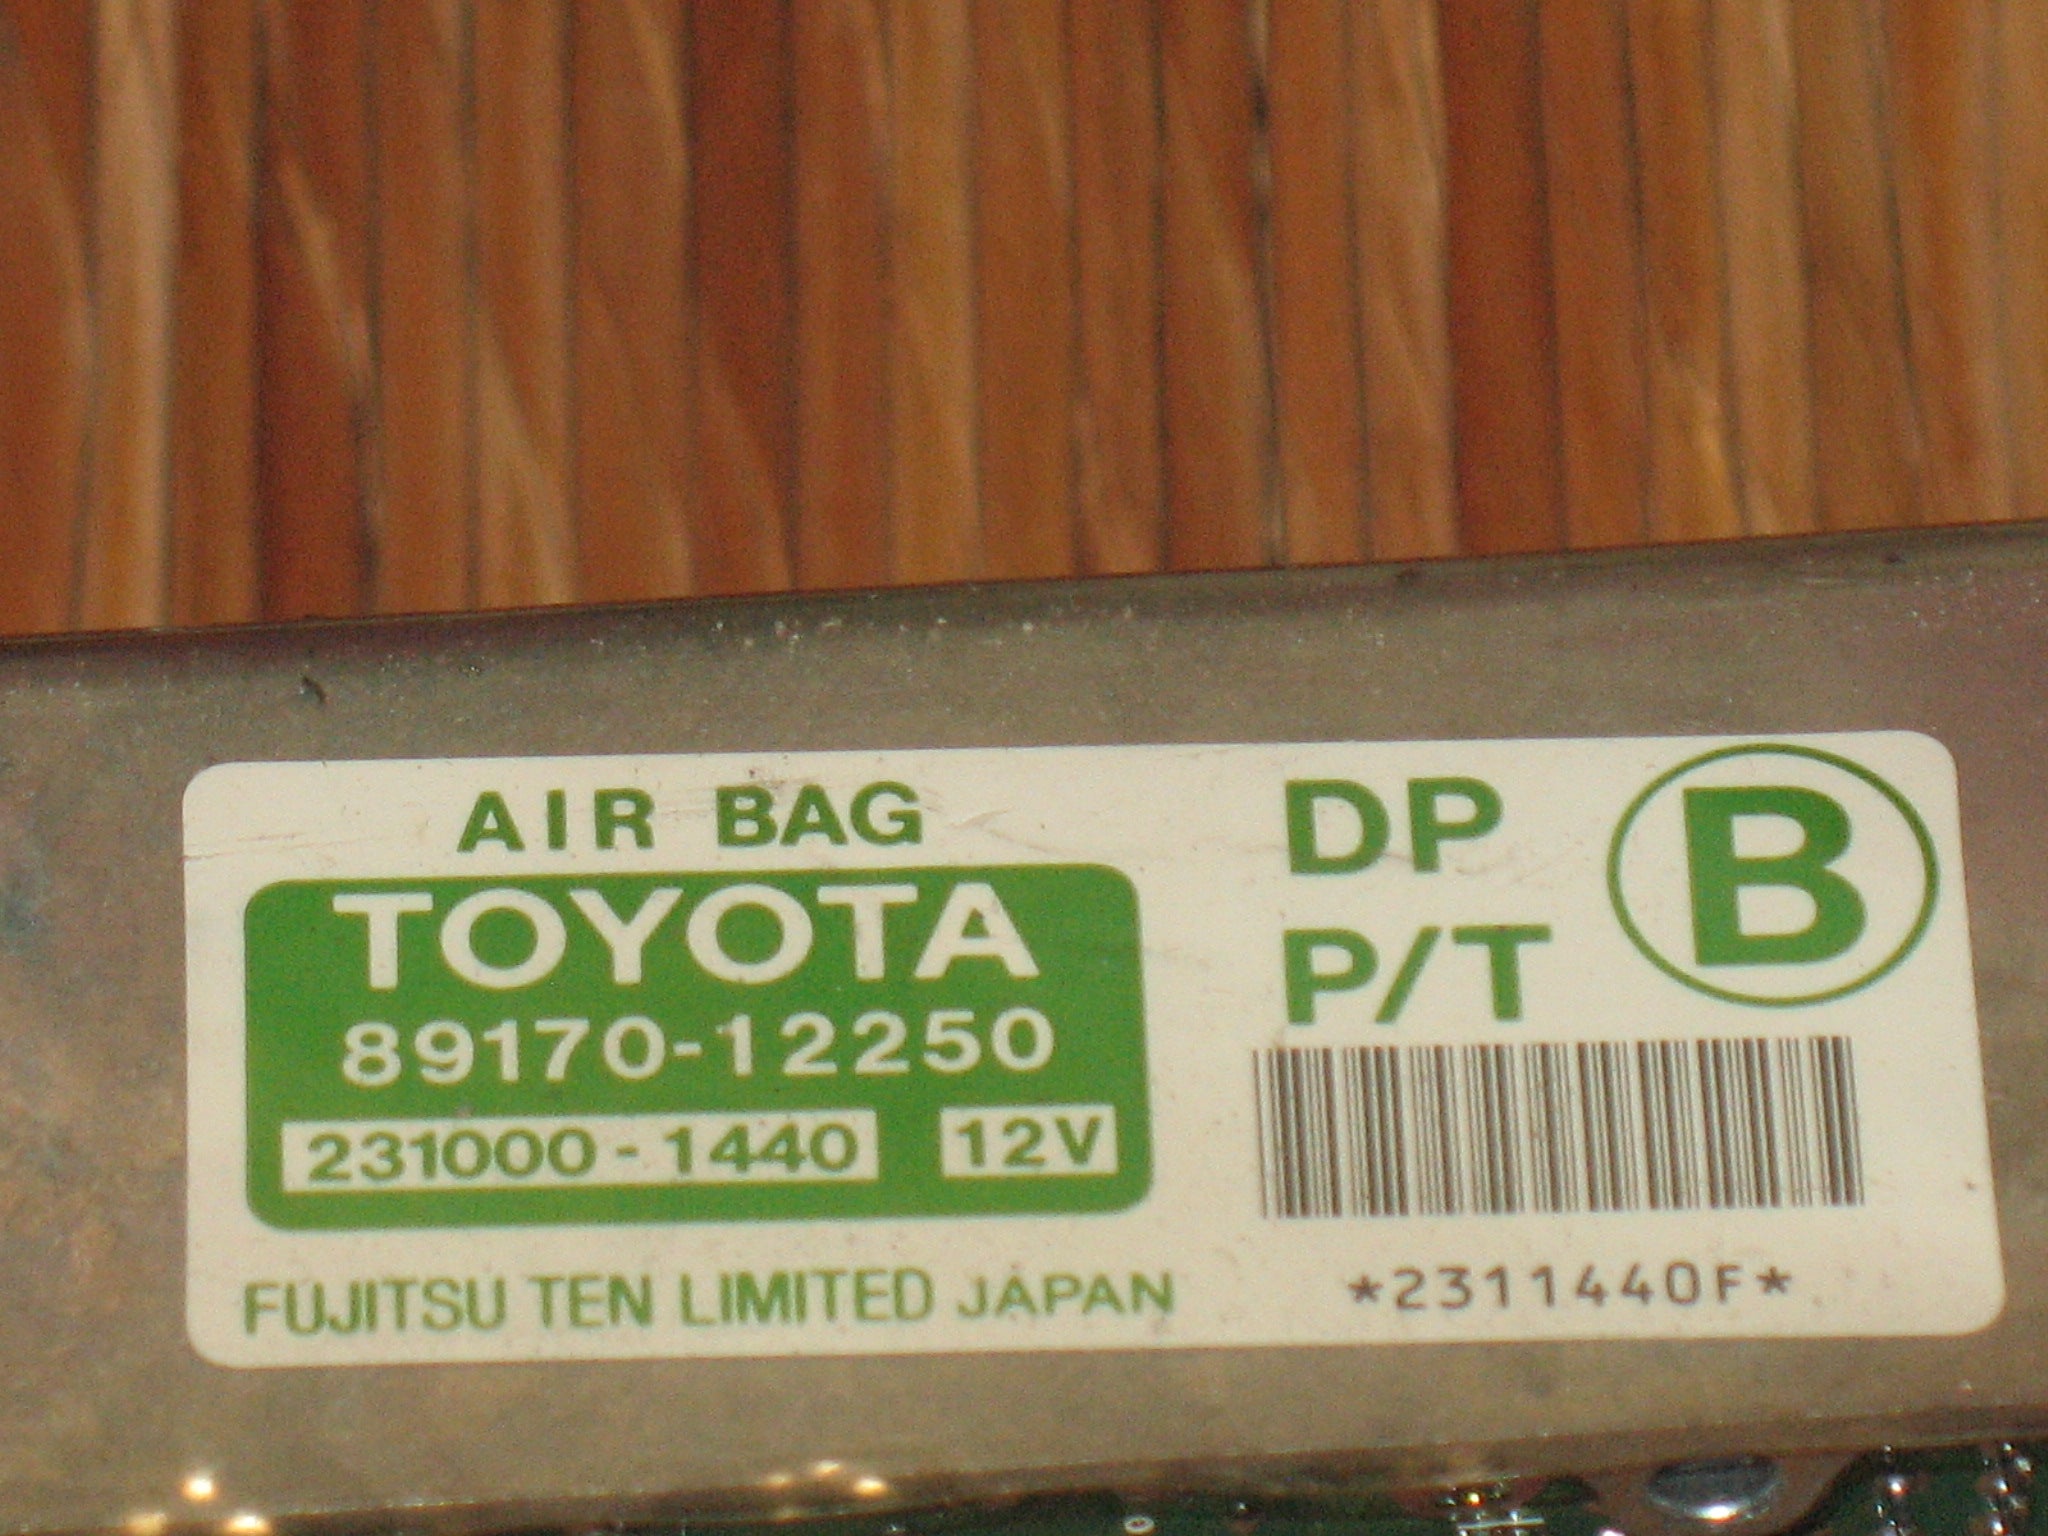 AIR BAG
TOYOTA
89170-12250
231000-1440 12V
FUJITSU TEN LIMITED JAPAN
DP
P/T
B
*2311440F*